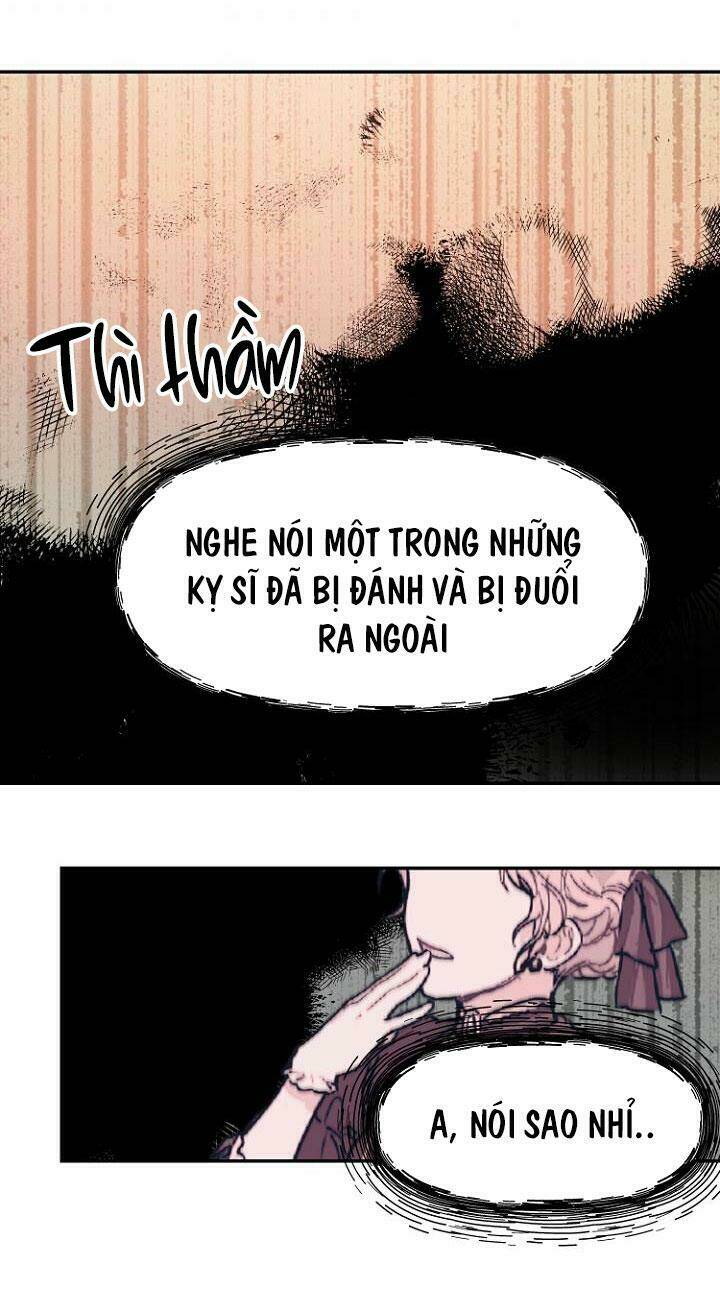 Thì thầm
NGHE NÓI MỘT TRONG NHỮNG
KỴ SĨ ĐÃ BỊ ĐÁNH VÀ BỊ ĐUỔI
RA NGOÀI
A, NÓI SAO NHỈ..